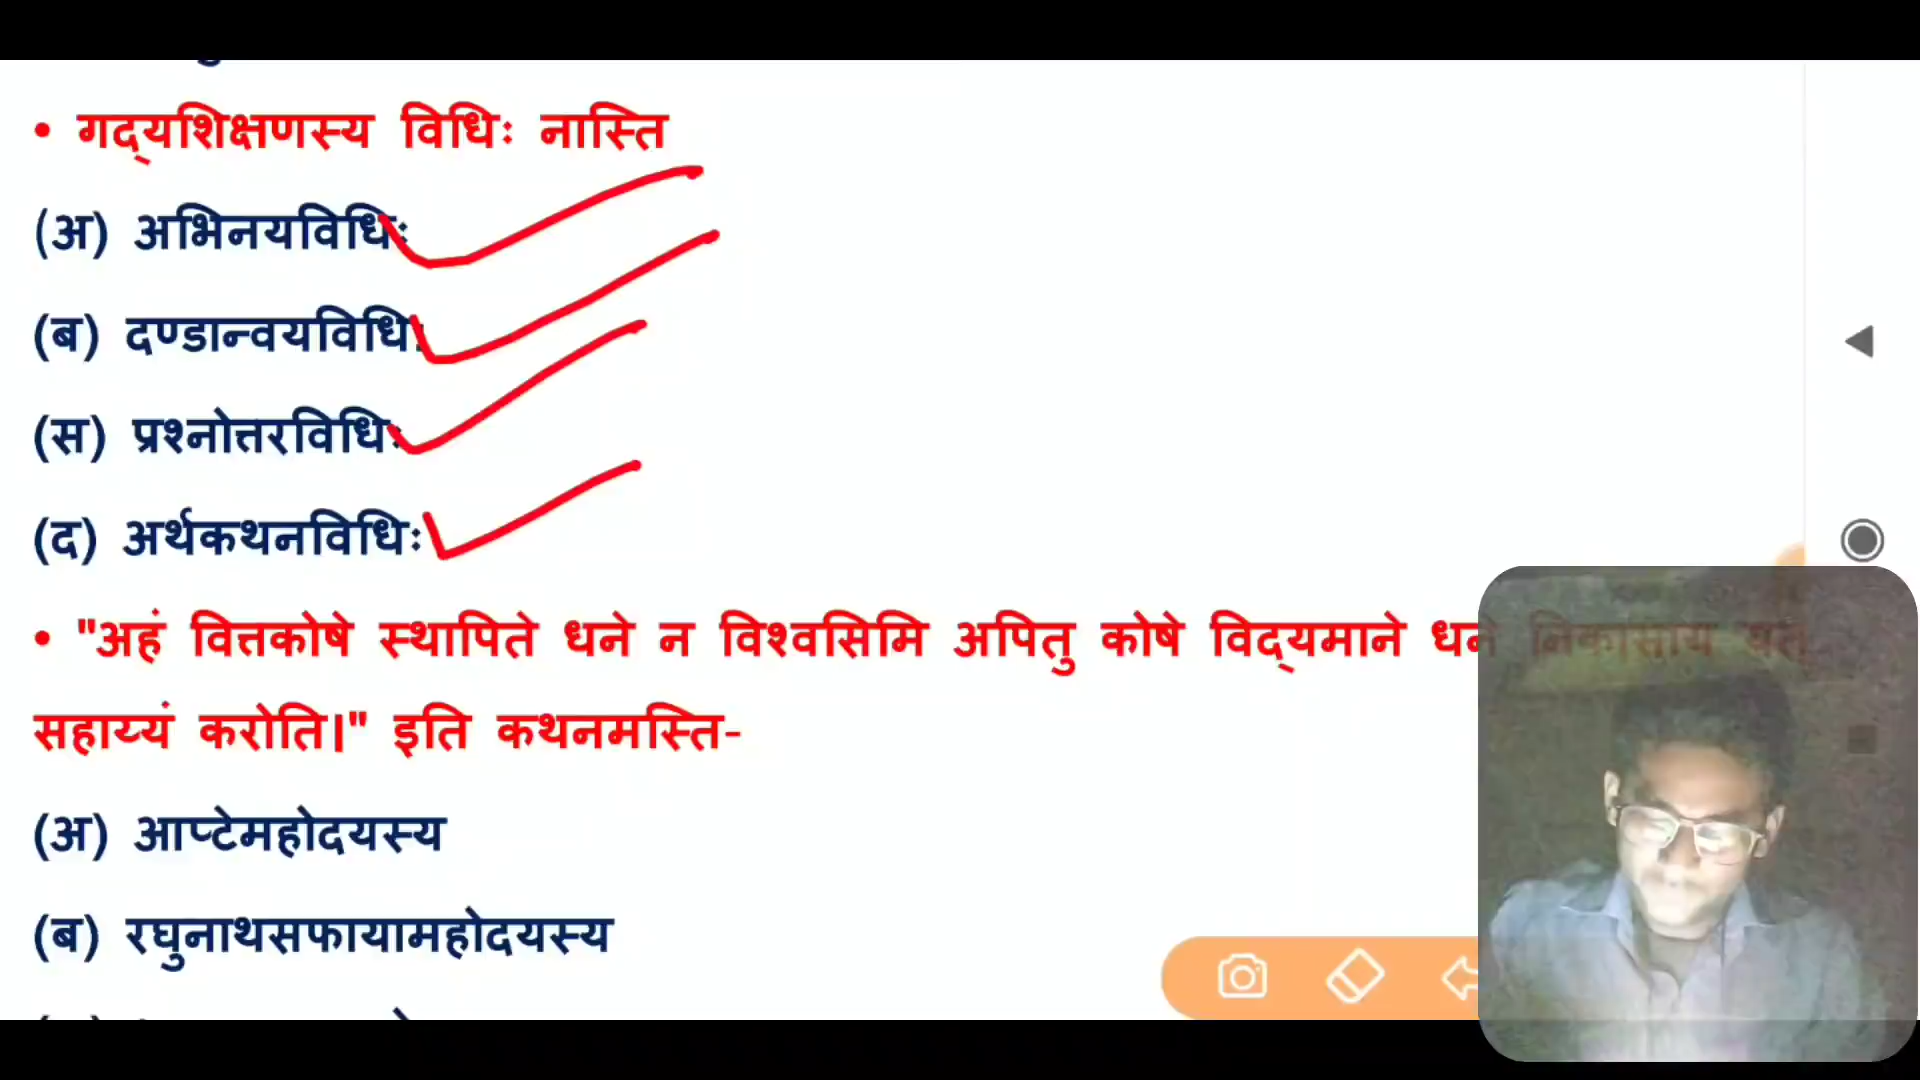 • गद्यशिक्षणस्य विधिः नास्ति
(अ) अभिनयविधिः
(ब) दण्डान्वयविधिः
(स) प्रश्नोत्तरविधिः
(द) अर्थकथनविधिः
• "अहं वित्तकोषे स्थापिते धने न विश्वसिमि अपितु कोषे विद्यमाने धने निकासाय यत्
सहाय्यं करोति।" इति कथनमस्ति-
(अ) आप्टेमहोदयस्य
(ब) रघुनाथसफायामहोदयस्य